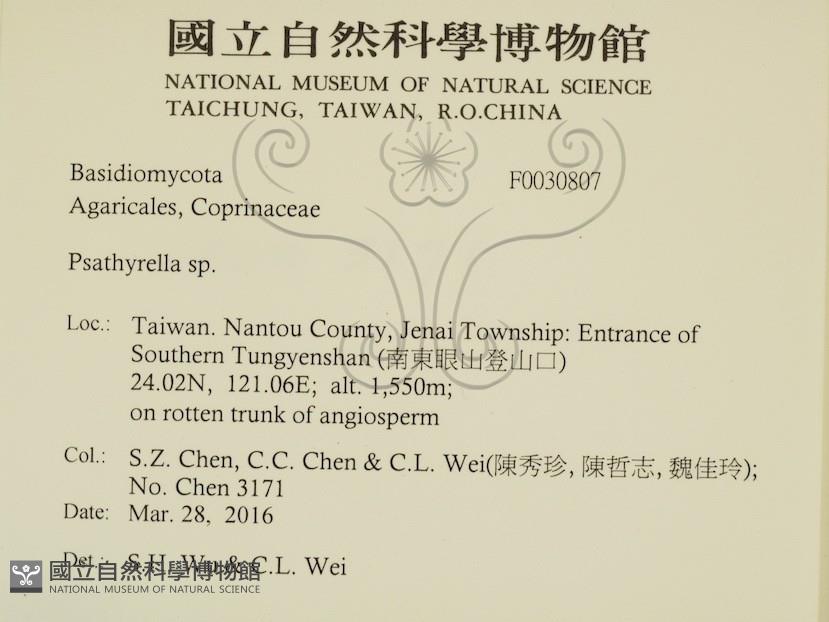 國立自然科學博物館
NATIONAL MUSEUM OF NATURAL SCIENCE
TAICHUNG, TAIWAN, R.O.CHINA
Basidiomycota F0030807
Agaricales, Coprinaceae
Psathyrella sp.
Loc.: Taiwan. Nantou County, Jenai Township: Entrance of
Southern Tungyenshan (南東眼山登山口)
24.02N, 121.06E; alt. 1,550m;
on rotten trunk of angiosperm
Col.: S.Z. Chen, C.C. Chen & C.L. Wei(陳秀珍, 陳哲志, 魏佳玲);
No. Chen 3171
Date: Mar. 28, 2016
Det.: S.H. Wu & C.L. Wei
國立自然科學博物館
NATIONAL MUSEUM OF NATURAL SCIENCE